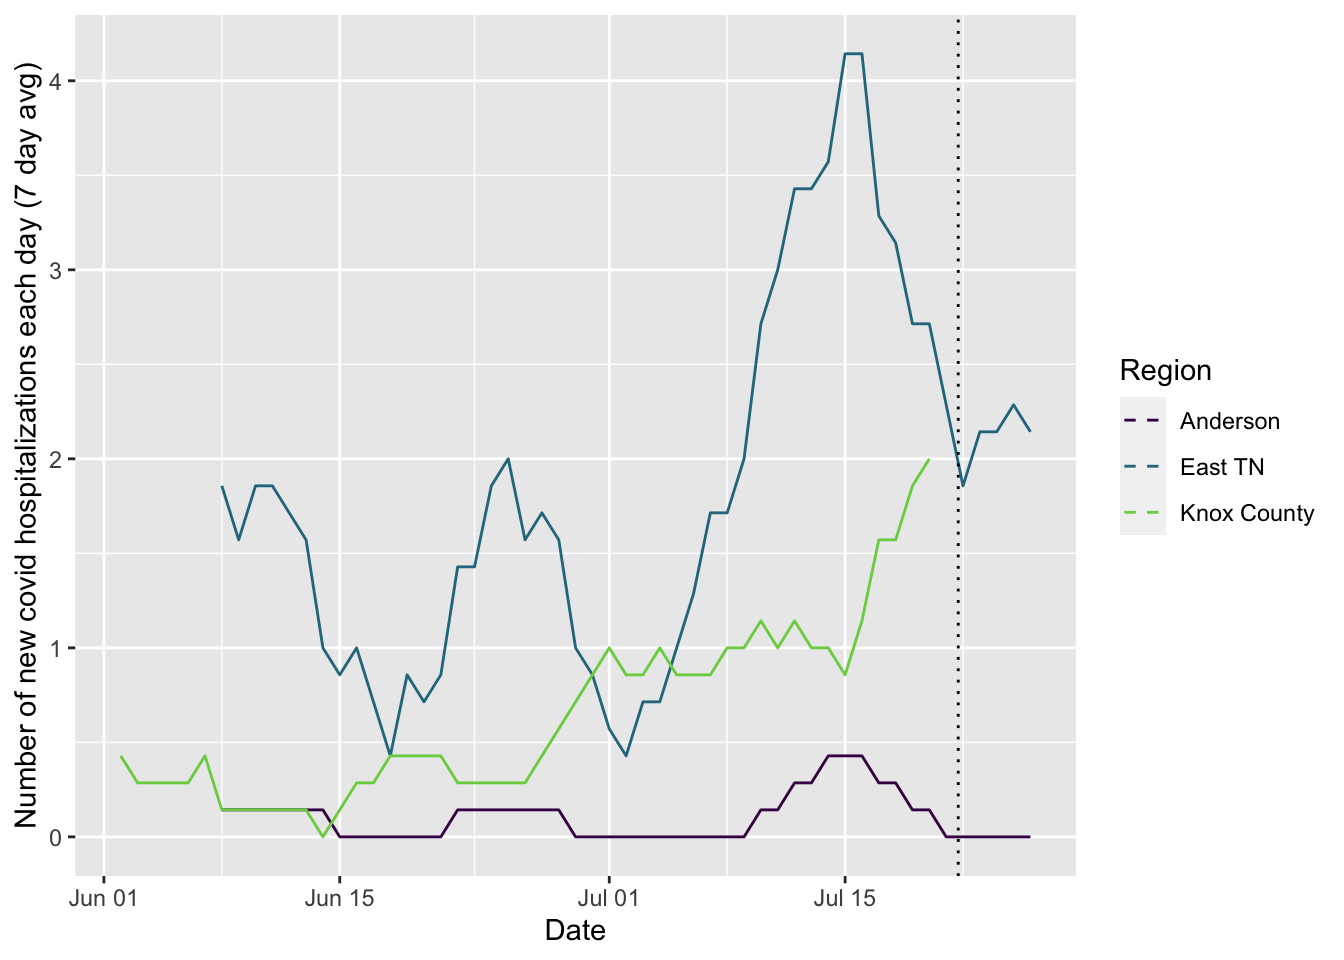 Number of new covid hospitalizations each day (7 day avg)
4
3
2
1
0
Jun 01
Jun 15
Jul 01
Jul 15
Date
Region
Anderson
East TN
Knox County